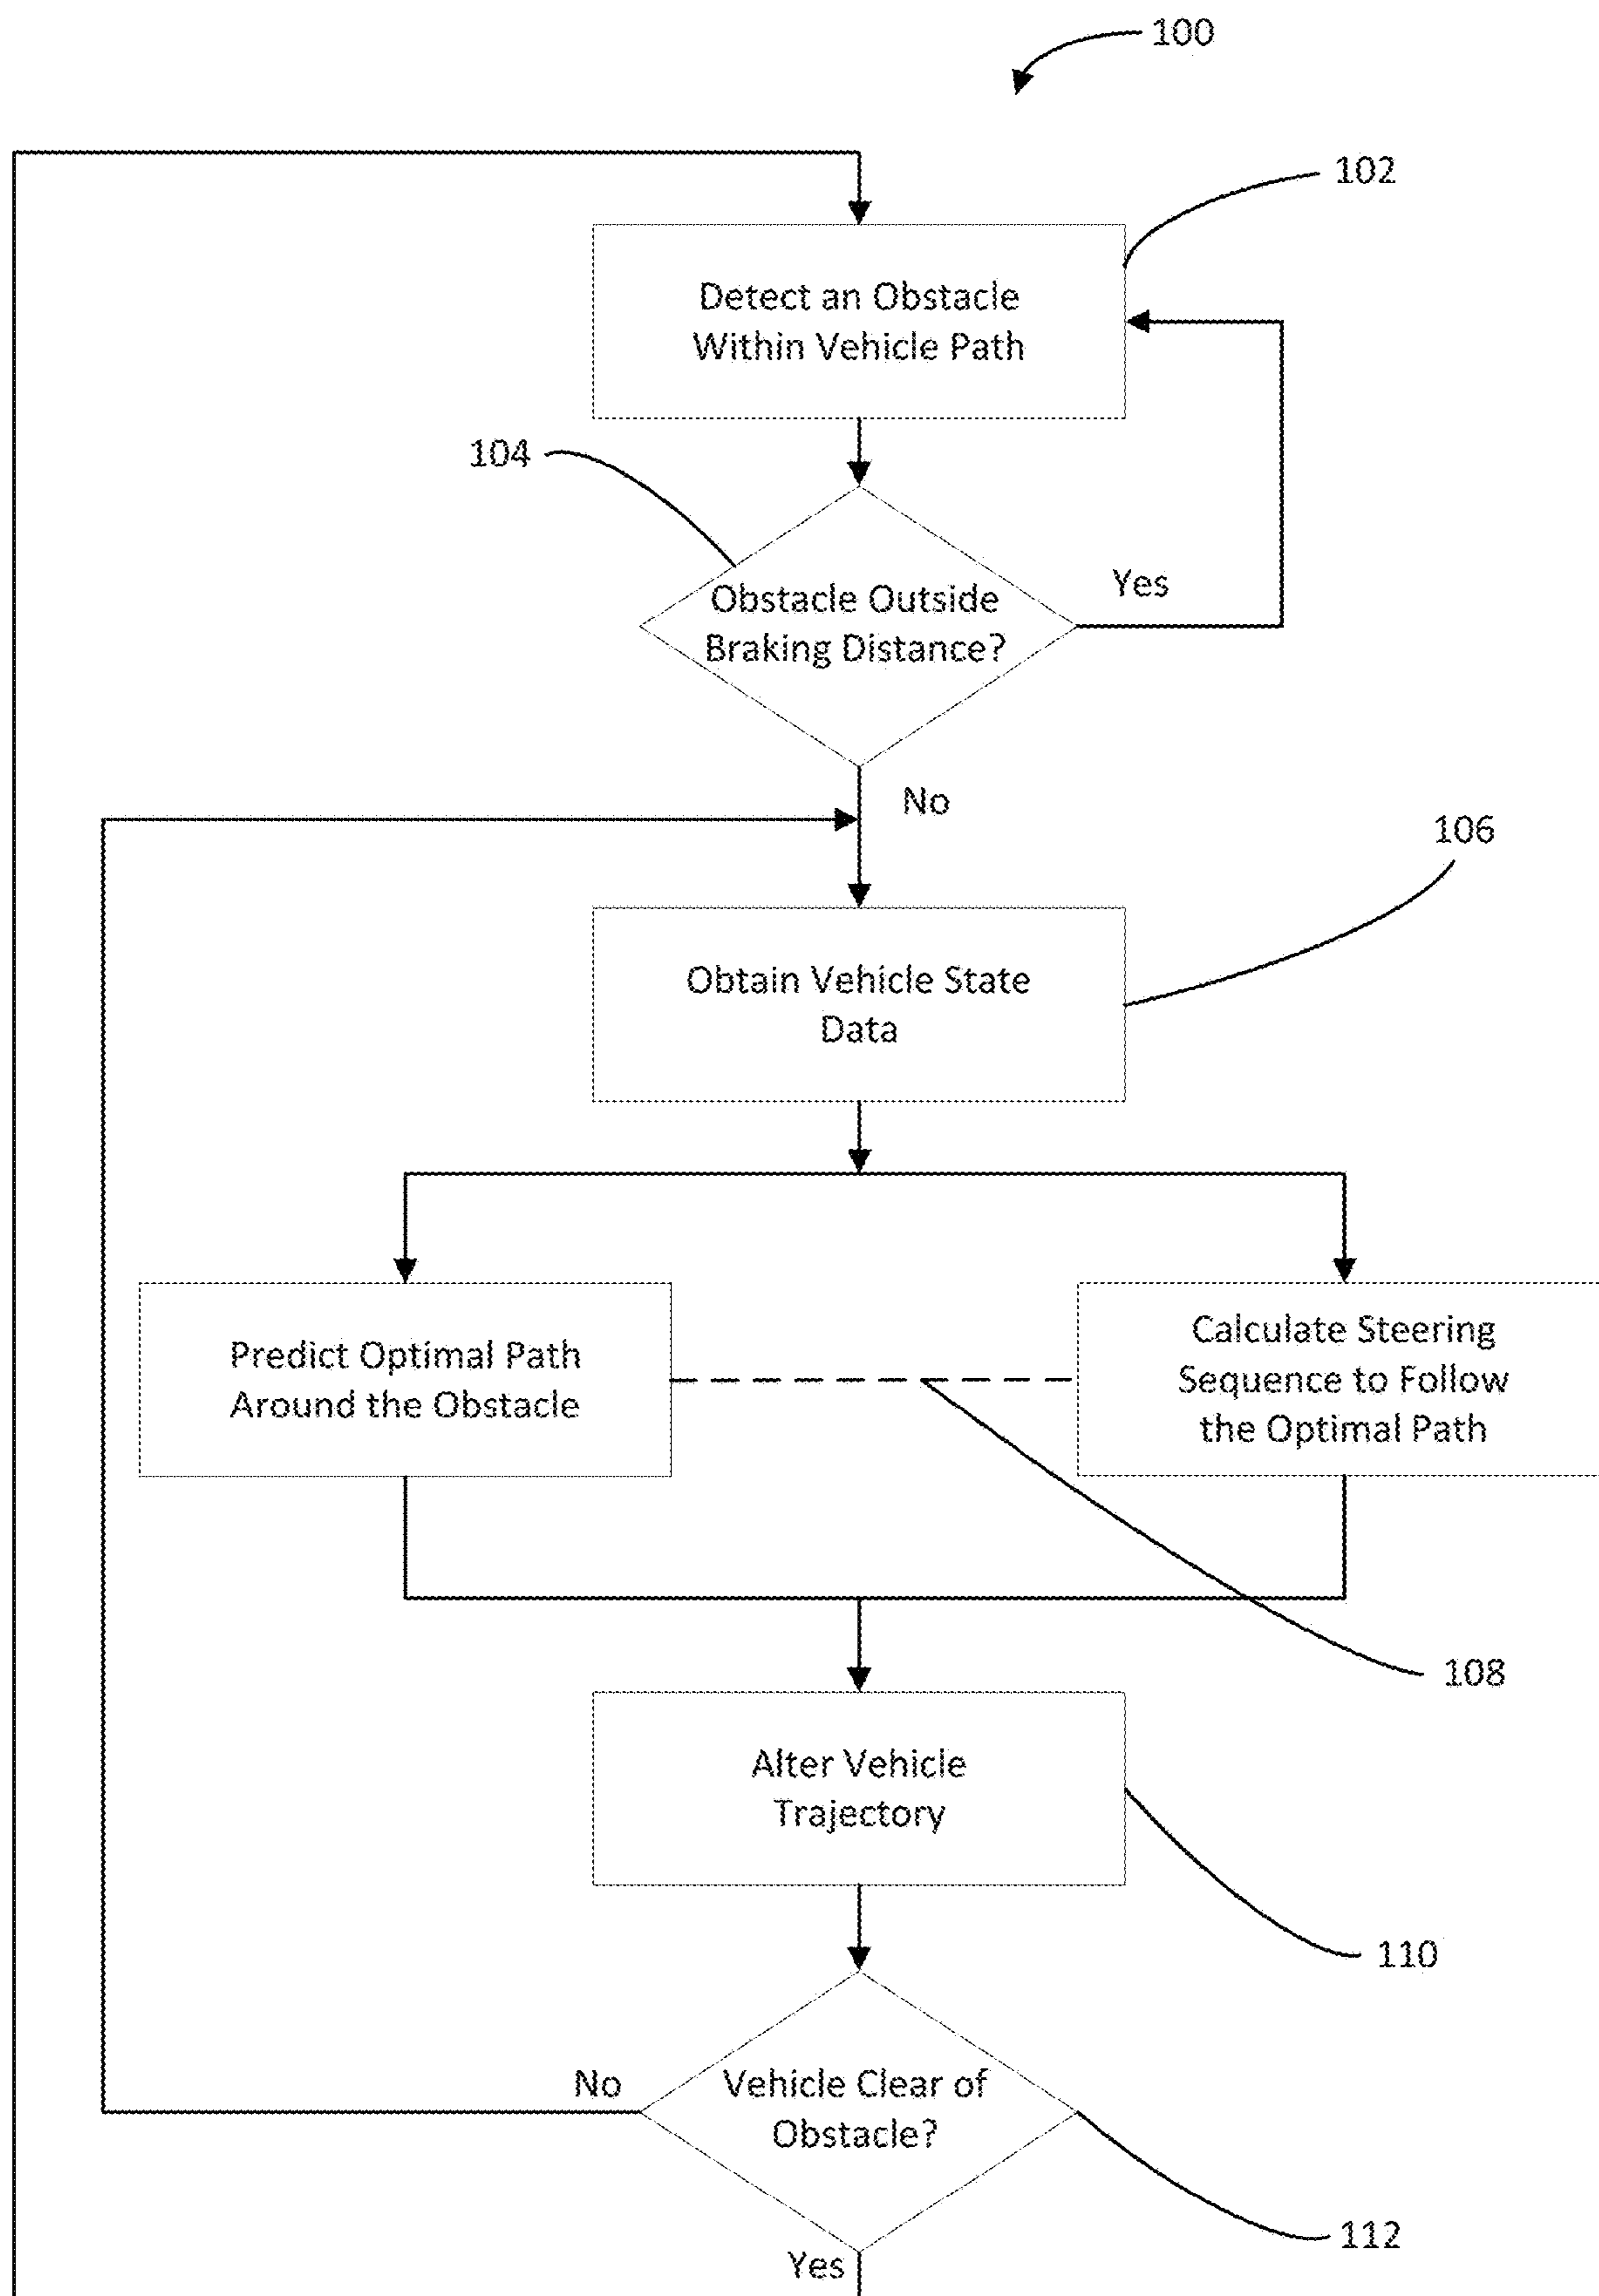 100
102
Detect an Obstacle
Within Vehicle Path
104
Obstacle Outside
Braking Distance?
Yes
No
106
Obtain Vehicle State
Data
Predict Optimal Path
Around the Obstacle
Calculate Steering
Sequence to Follow
the Optimal Path
108
Alter Vehicle
Trajectory
110
No
Vehicle Clear of
Obstacle?
112
Yes